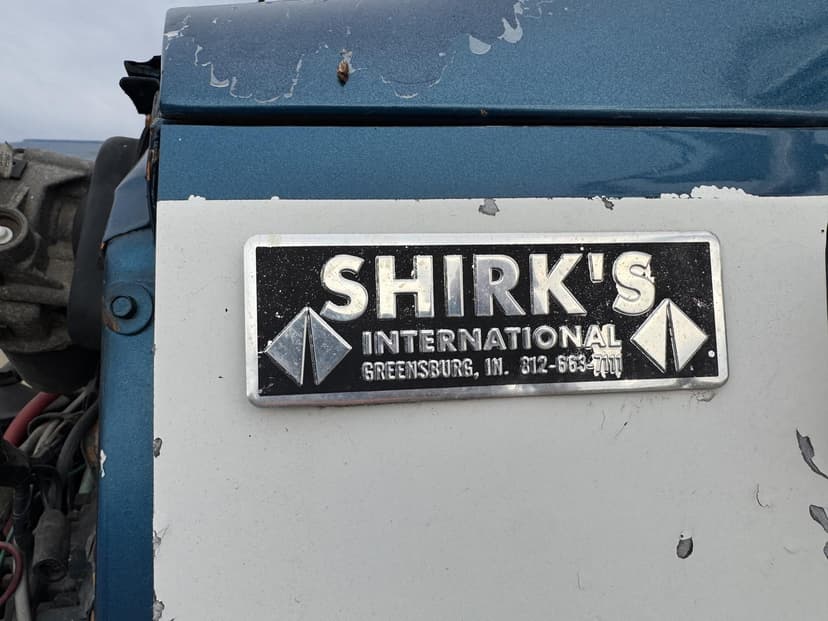 SHIRK'S
INTERNATIONAL
GREENSBURG, IN. 812-663-7111